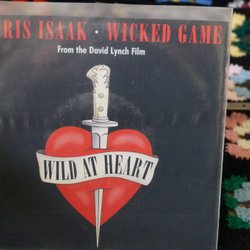 RIS ISAAK · WICKED GAME
From the David Lynch Film
WILD AT HEART